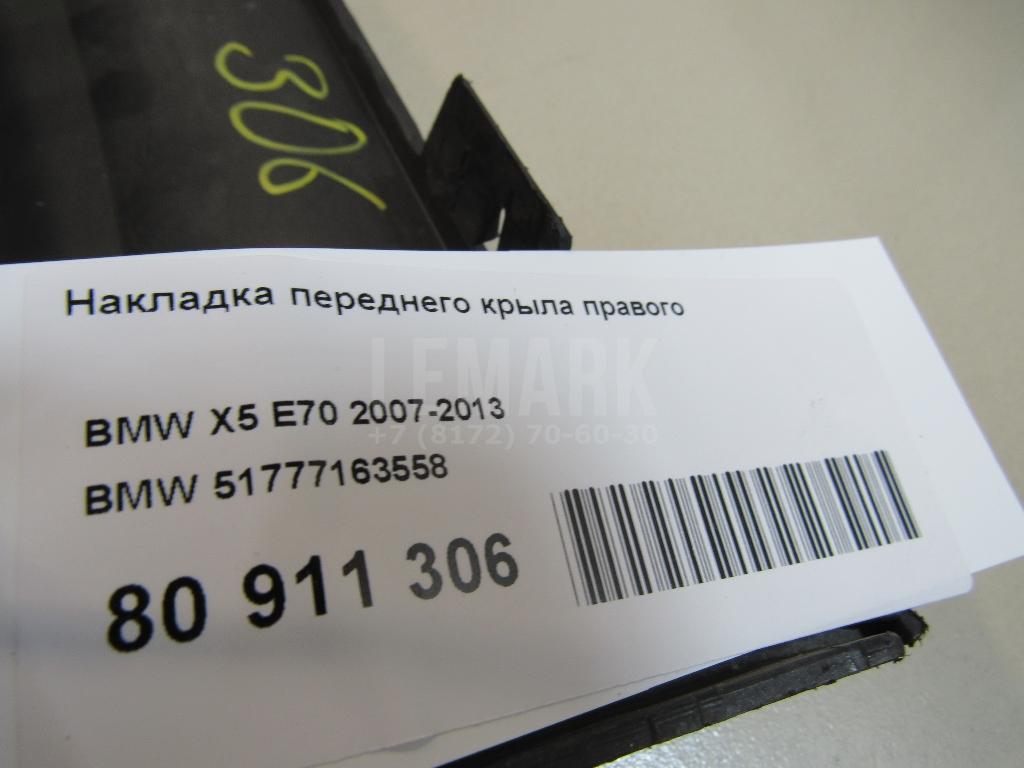 306
Накладка переднего крыла правого
LEMARK
+7 (8172) 70-60-30
BMW X5 E70 2007-2013
BMW 51777163558
80 911 306